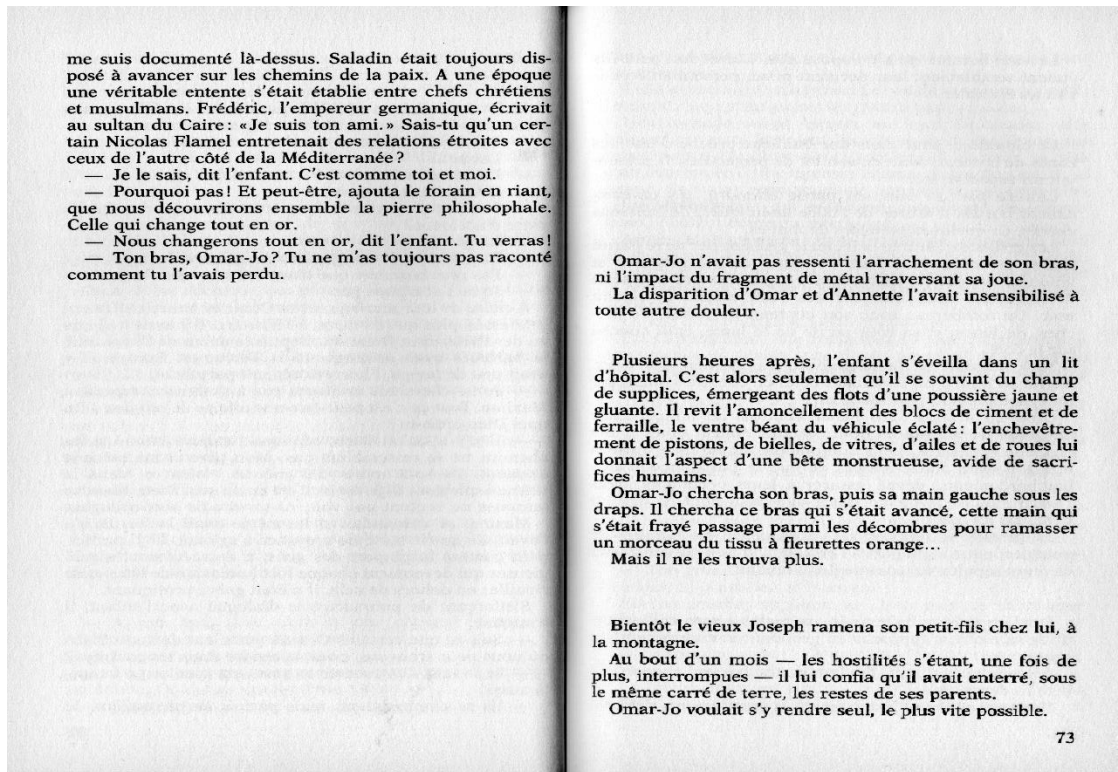 me suis documenté là-dessus. Saladin était toujours dis-
posé à avancer sur les chemins de la paix. A une époque
une véritable entente s'était établie entre chefs chrétiens
et musulmans. Frédéric, l'empereur germanique, écrivait
au sultan du Caire : «Je suis ton ami.» Sais-tu qu'un cer-
tain Nicolas Flamel entretenait des relations étroites avec
ceux de l'autre côté de la Méditerranée ?
— Je le sais, dit l'enfant. C'est comme toi et moi.
— Pourquoi pas ! Et peut-être, ajouta le forain en riant,
que nous découvrirons ensemble la pierre philosophale.
Celle qui change tout en or.
— Nous changerons tout en or, dit l'enfant. Tu verras !
— Ton bras, Omar-Jo ? Tu ne m'as toujours pas raconté
comment tu l'avais perdu.
Omar-Jo n'avait pas ressenti l'arrachement de son bras,
ni l'impact du fragment de métal traversant sa joue.
La disparition d'Omar et d'Annette l'avait insensibilisé à
toute autre douleur.
Plusieurs heures après, l'enfant s'éveilla dans un lit
d'hôpital. C'est alors seulement qu'il se souvint du champ
de supplices, émergeant des flots d'une poussière jaune et
gluante. Il revit l'amoncellement des blocs de ciment et de
ferraille, le ventre béant du véhicule éclaté : l'enchevêtre-
ment de pistons, de bielles, de vitres, d'ailes et de roues lui
donnait l'aspect d'une bête monstrueuse, avide de sacri-
fices humains.
Omar-Jo chercha son bras, puis sa main gauche sous les
draps. Il chercha ce bras qui s'était avancé, cette main qui
s'était frayé passage parmi les décombres pour ramasser
un morceau du tissu à fleurettes orange...
Mais il ne les trouva plus.
Bientôt le vieux Joseph ramena son petit-fils chez lui, à
la montagne.
Au bout d'un mois — les hostilités s'étant, une fois de
plus, interrompues — il lui confia qu'il avait enterré, sous
le même carré de terre, les restes de ses parents.
Omar-Jo voulait s'y rendre seul, le plus vite possible.
73